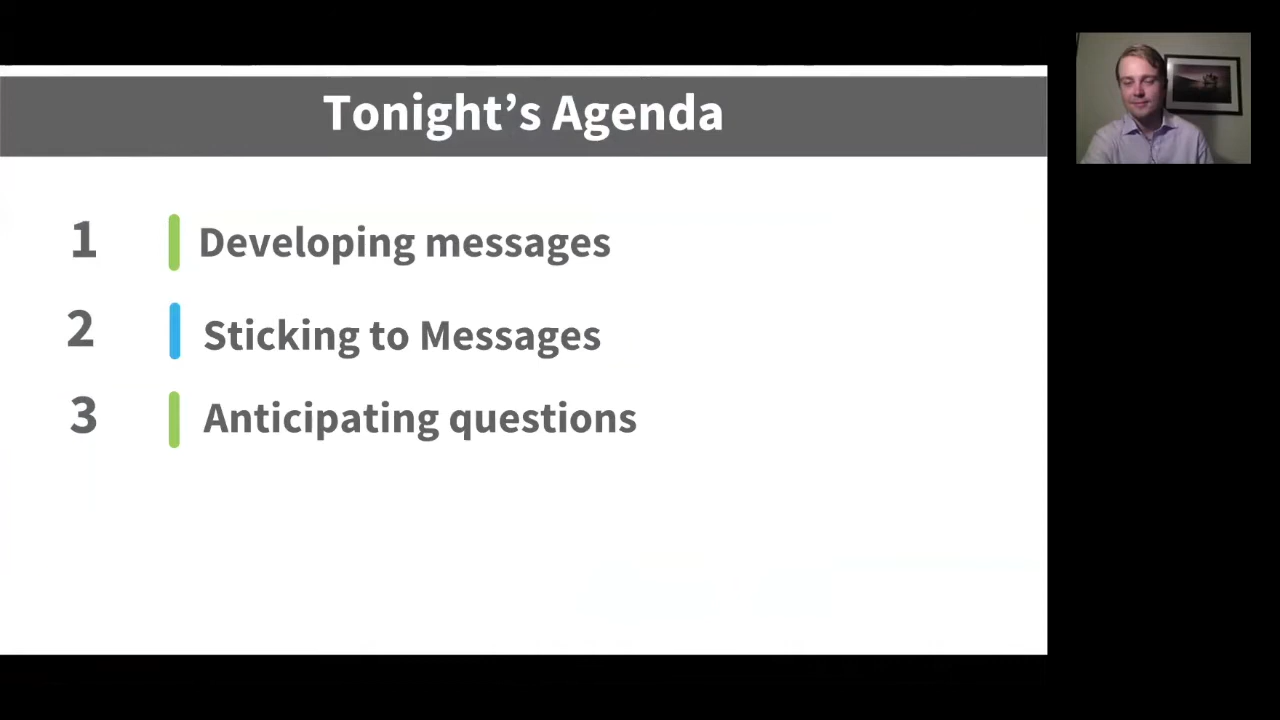 Tonight’s Agenda
1 Developing messages
2 Sticking to Messages
3 Anticipating questions